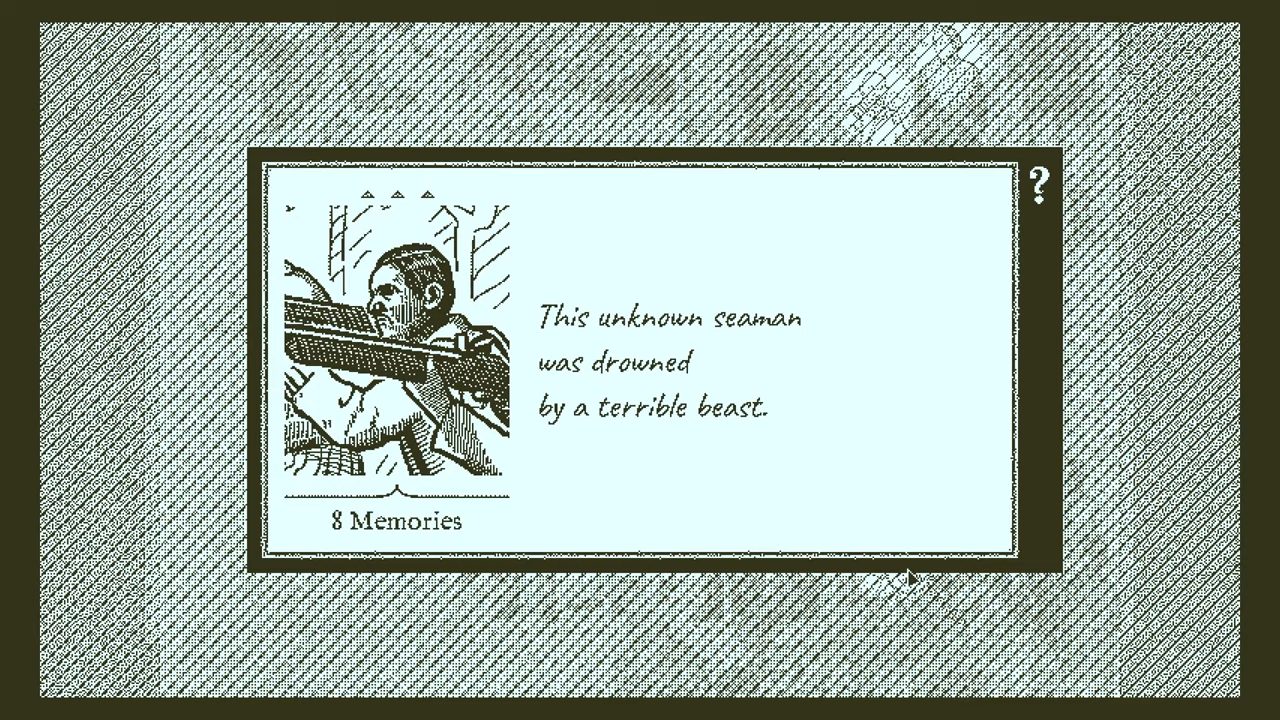 ?
This unknown seaman
was drowned
by a terrible beast.
8 Memories